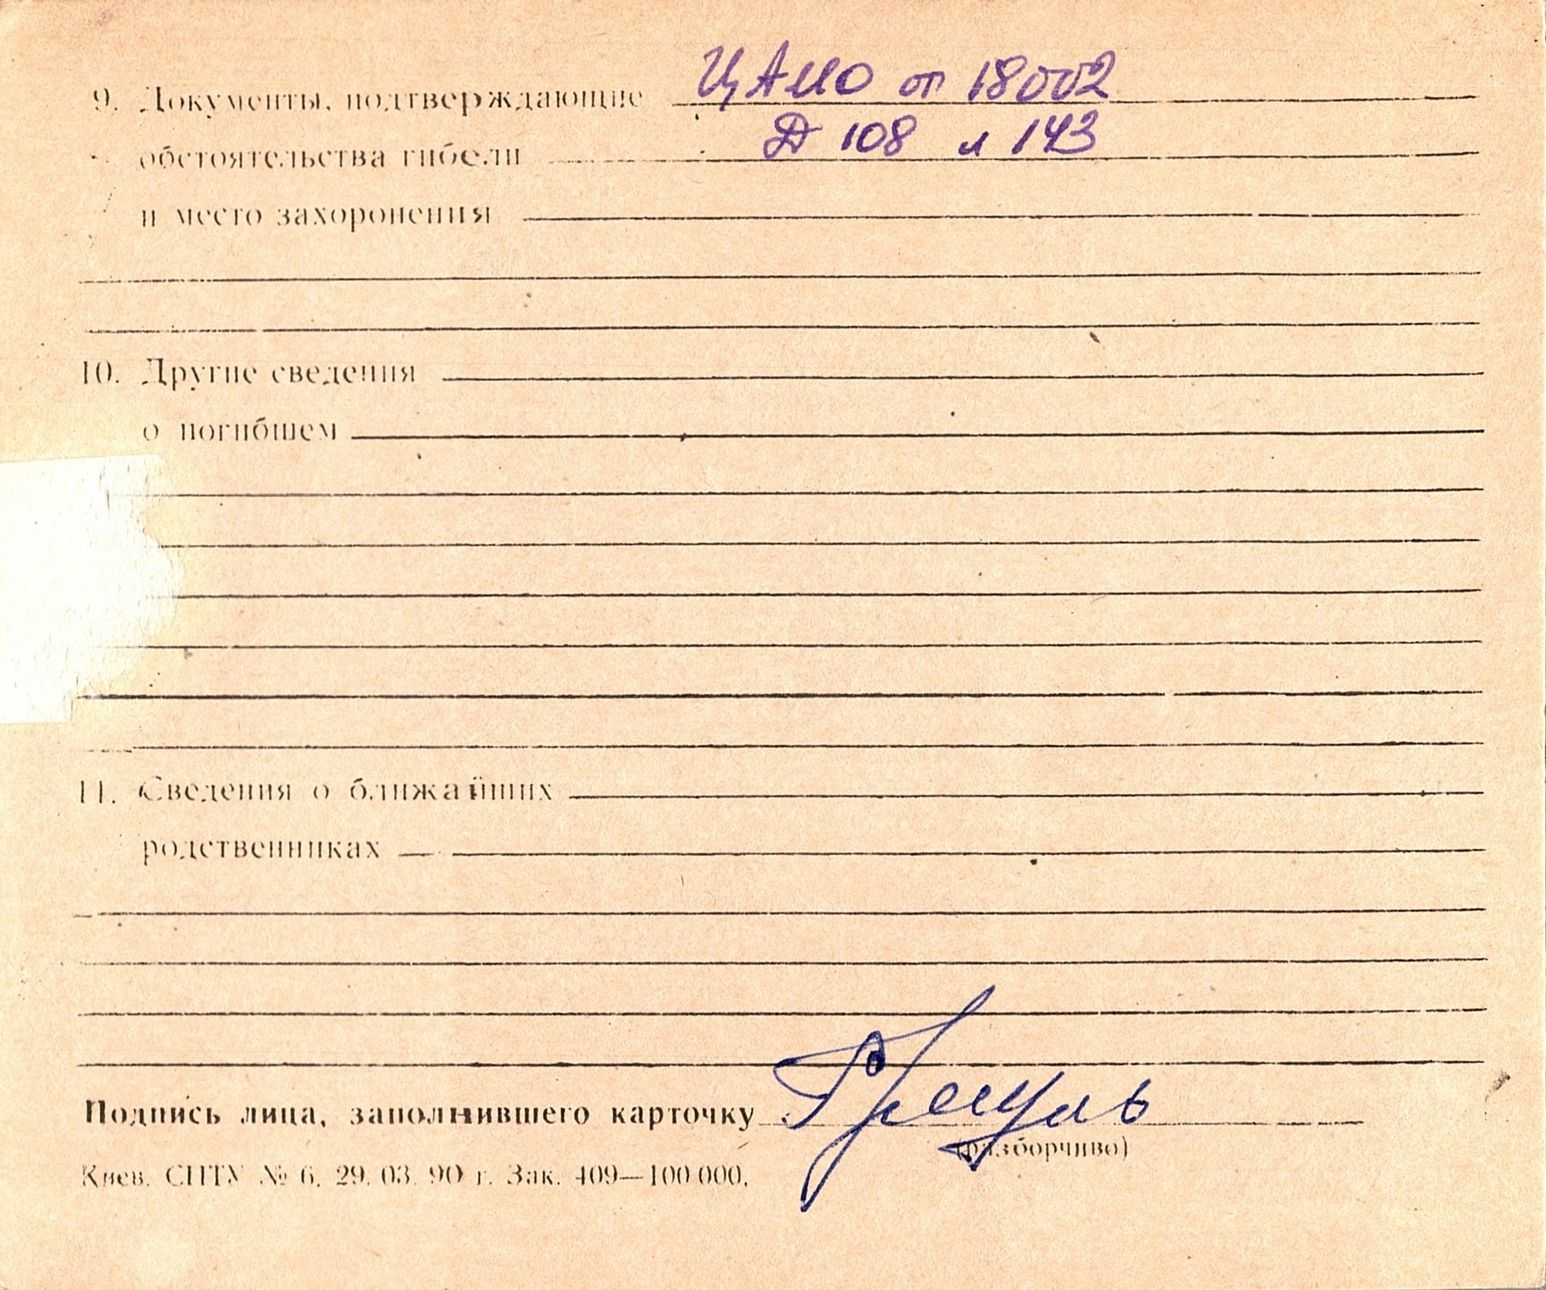 9. Документы, подтверждающие ЦАМО оп 18002
обстоятельства гибели Д 108 л 143
и место захоронения
10. Другие сведения
о погибшем
11. Сведения о ближайших
родственниках
Подпись лица, заполнившего карточку
(разборчиво)
Киев. СПТУ № 6. 29. 03. 90 г. Зак. 409—100 000.